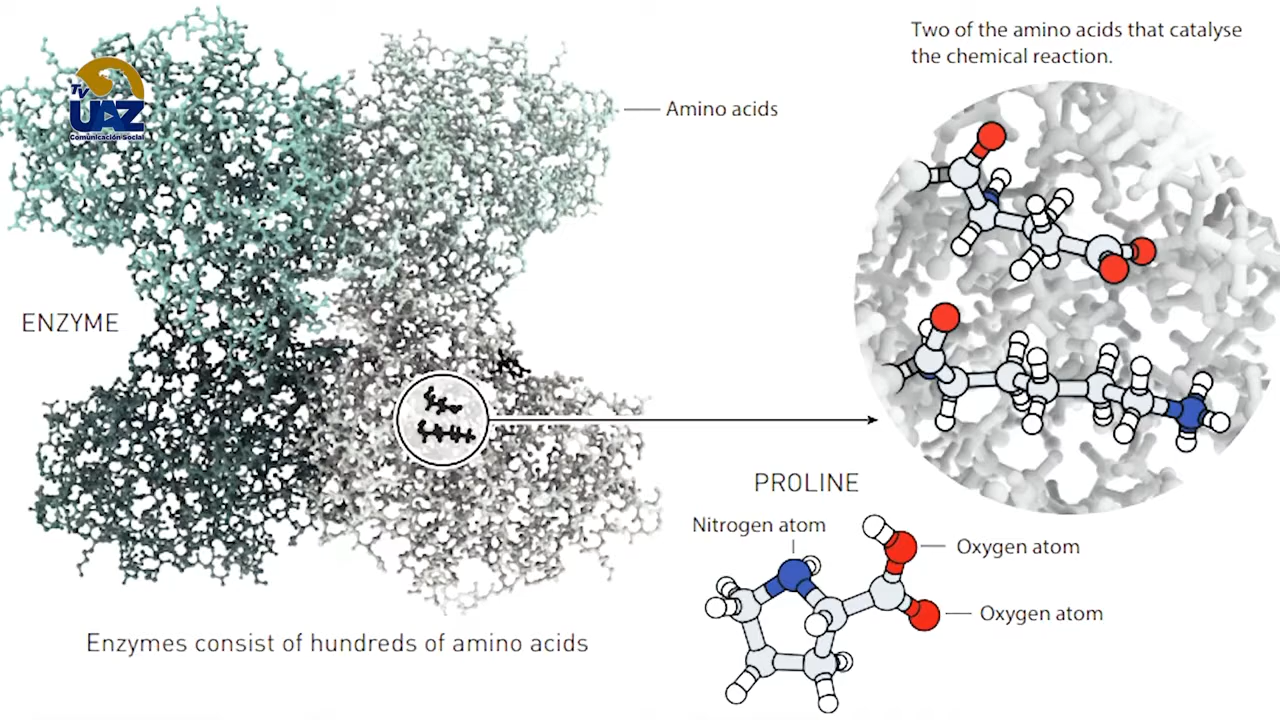 Two of the amino acids that catalyse
the chemical reaction.
TV
UAZ
Comunicación Social
Amino acids
ENZYME
PROLINE
Nitrogen atom
Oxygen atom
Oxygen atom
Enzymes consist of hundreds of amino acids